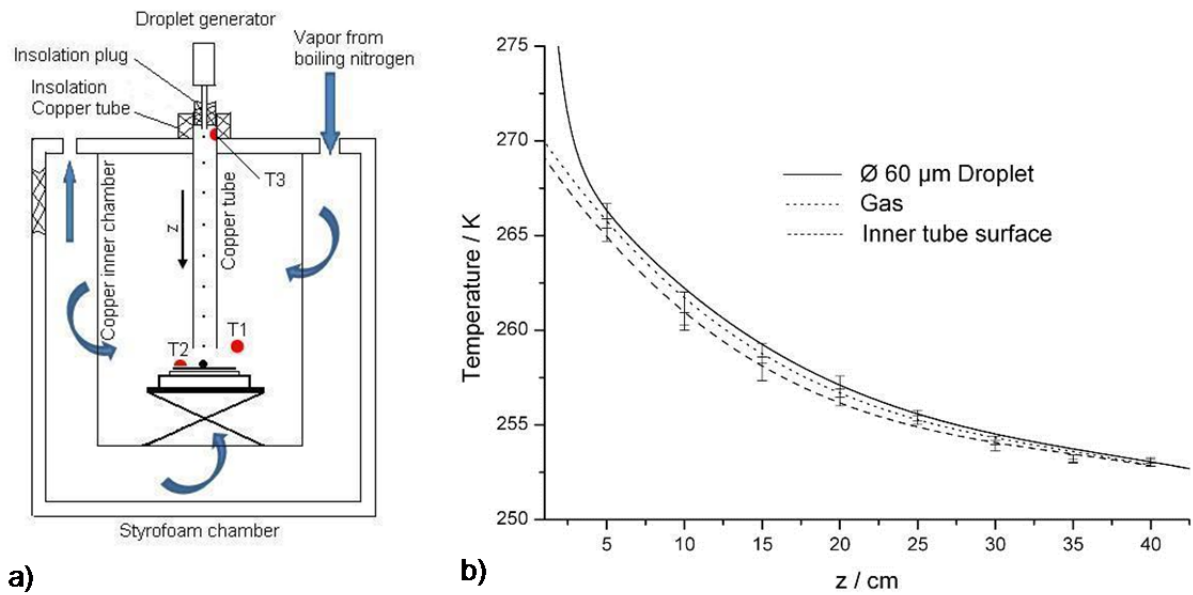 Droplet generator
Insolation plug
Vapor from
boiling nitrogen
Insolation
Copper tube
T3
Copper inner chamber
z
Copper tube
T1
T2
Styrofoam chamber
a)
275
270
265
260
255
250
Temperature / K
Ø 60 µm Droplet
Gas
Inner tube surface
5 10 15 20 25 30 35 40
z / cm
b)